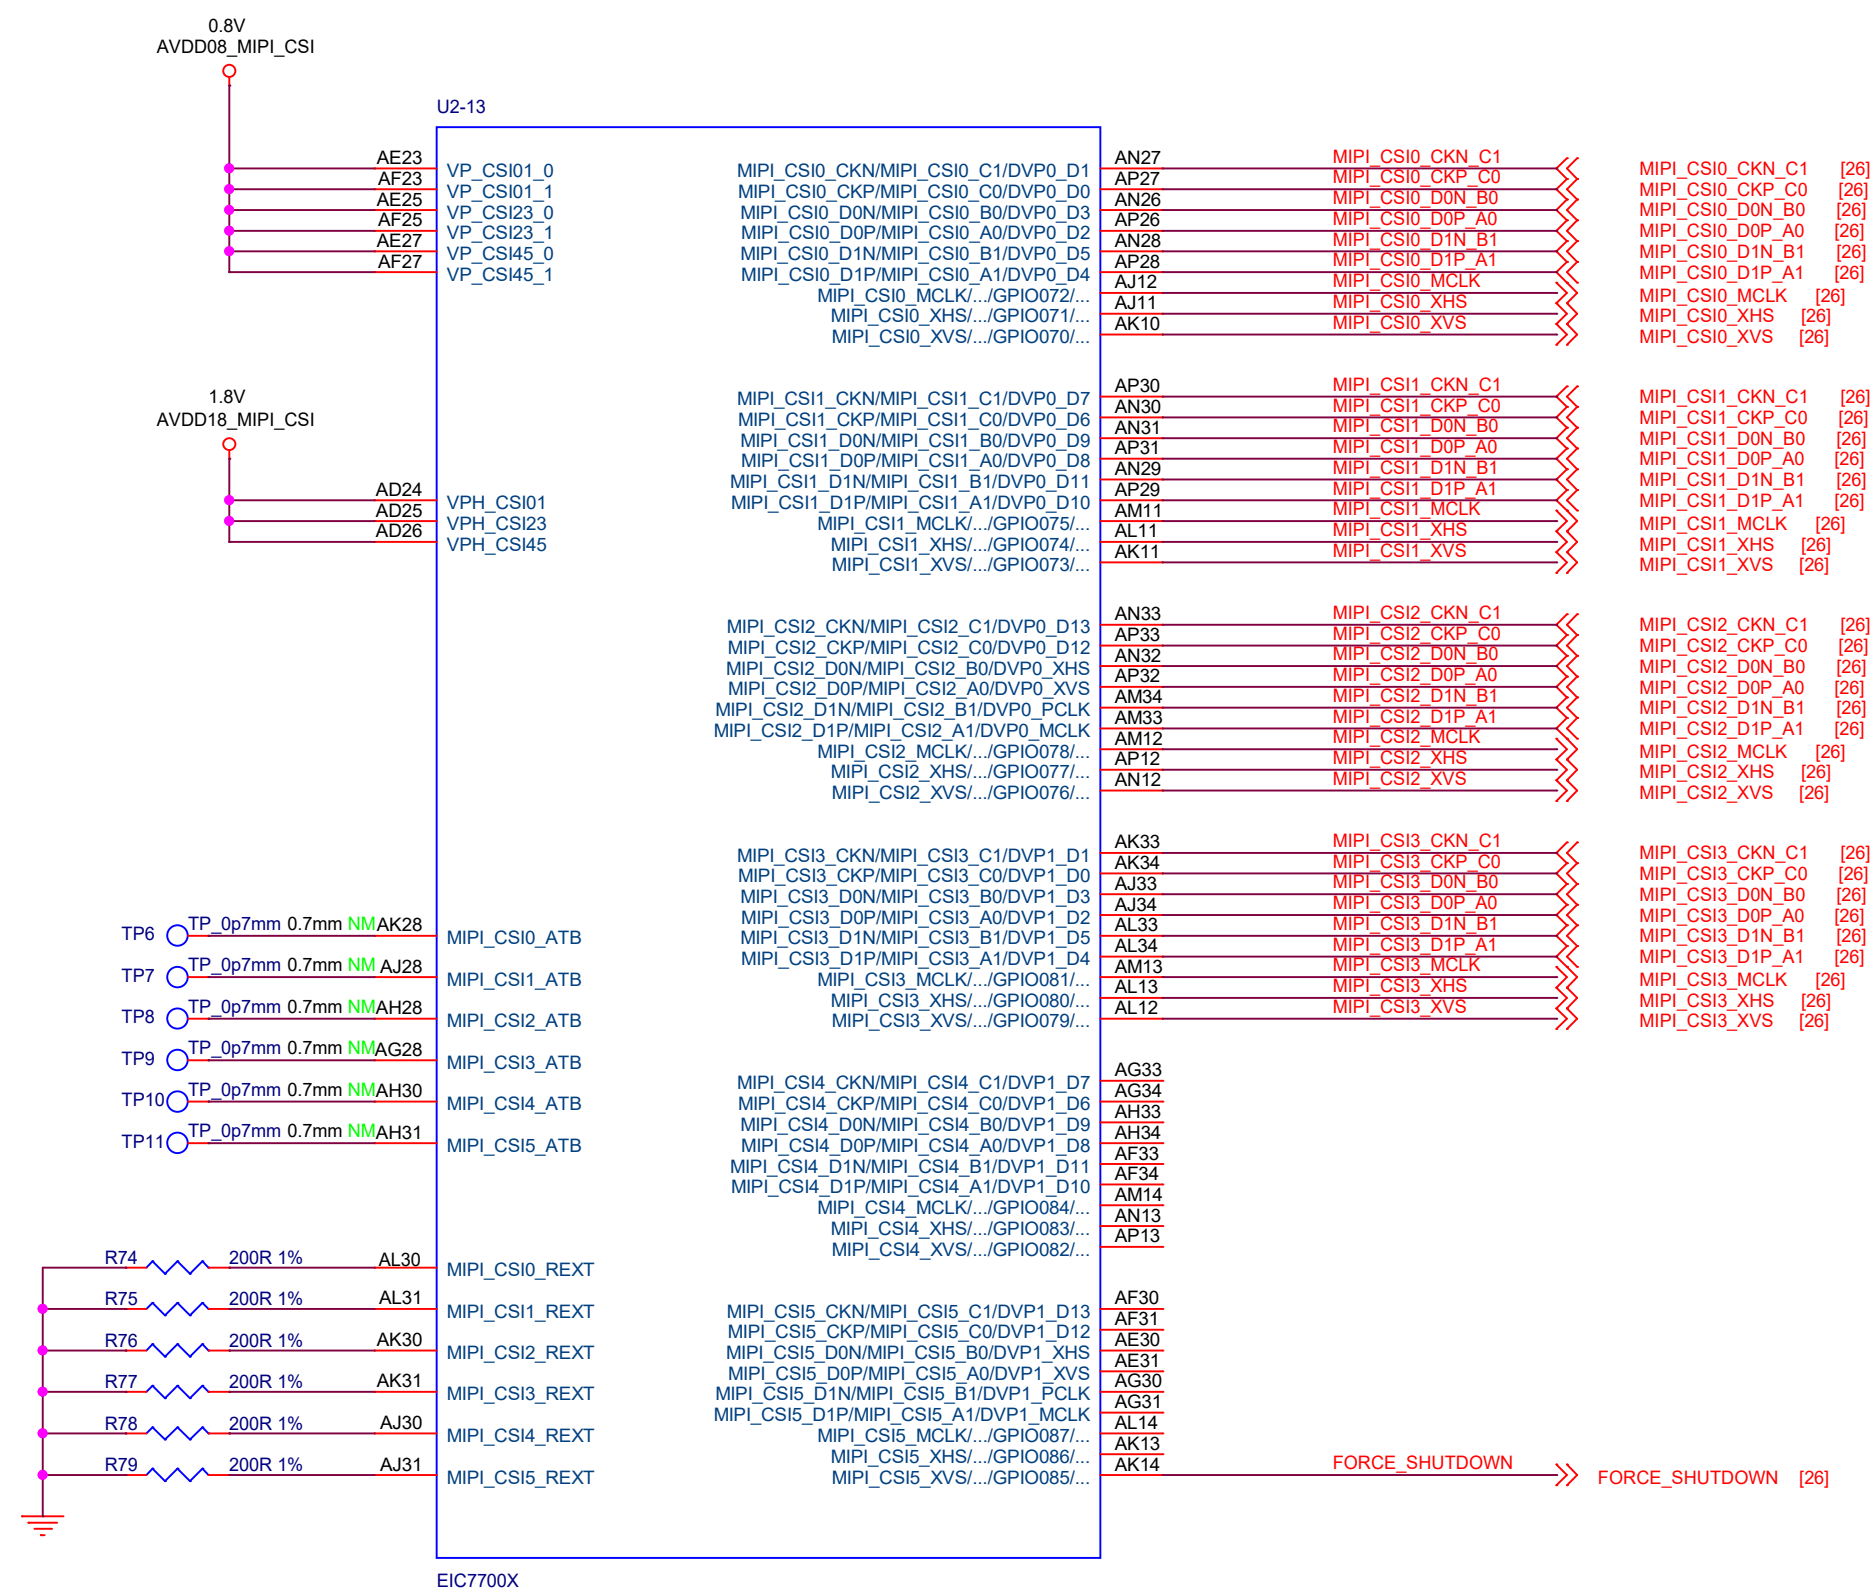 0.8V
AVDD08_MIPI_CSI
U2-13
AE23 VP_CSI01_0
AF23 VP_CSI01_1
AE25 VP_CSI23_0
AF25 VP_CSI23_1
AE27 VP_CSI45_0
AF27 VP_CSI45_1
1.8V
AVDD18_MIPI_CSI
AD24 VPH_CSI01
AD25 VPH_CSI23
AD26 VPH_CSI45
TP6 TP_0p7mm 0.7mm NM AK28 MIPI_CSI0_ATB
TP7 TP_0p7mm 0.7mm NM AJ28 MIPI_CSI1_ATB
TP8 TP_0p7mm 0.7mm NM AH28 MIPI_CSI2_ATB
TP9 TP_0p7mm 0.7mm NM AG28 MIPI_CSI3_ATB
TP10 TP_0p7mm 0.7mm NM AH30 MIPI_CSI4_ATB
TP11 TP_0p7mm 0.7mm NM AH31 MIPI_CSI5_ATB
R74 200R 1% AL30 MIPI_CSI0_REXT
R75 200R 1% AL31 MIPI_CSI1_REXT
R76 200R 1% AK30 MIPI_CSI2_REXT
R77 200R 1% AK31 MIPI_CSI3_REXT
R78 200R 1% AJ30 MIPI_CSI4_REXT
R79 200R 1% AJ31 MIPI_CSI5_REXT
MIPI_CSI0_CKN/MIPI_CSI0_C1/DVP0_D1 AN27 MIPI_CSI0_CKN_C1 MIPI_CSI0_CKN_C1 [26]
MIPI_CSI0_CKP/MIPI_CSI0_C0/DVP0_D0 AP27 MIPI_CSI0_CKP_C0 MIPI_CSI0_CKP_C0 [26]
MIPI_CSI0_D0N/MIPI_CSI0_B0/DVP0_D3 AN26 MIPI_CSI0_D0N_B0 MIPI_CSI0_D0N_B0 [26]
MIPI_CSI0_D0P/MIPI_CSI0_A0/DVP0_D2 AP26 MIPI_CSI0_D0P_A0 MIPI_CSI0_D0P_A0 [26]
MIPI_CSI0_D1N/MIPI_CSI0_B1/DVP0_D5 AN28 MIPI_CSI0_D1N_B1 MIPI_CSI0_D1N_B1 [26]
MIPI_CSI0_D1P/MIPI_CSI0_A1/DVP0_D4 AP28 MIPI_CSI0_D1P_A1 MIPI_CSI0_D1P_A1 [26]
MIPI_CSI0_MCLK/.../GPIO072/... AJ12 MIPI_CSI0_MCLK MIPI_CSI0_MCLK [26]
MIPI_CSI0_XHS/.../GPIO071/... AJ11 MIPI_CSI0_XHS MIPI_CSI0_XHS [26]
MIPI_CSI0_XVS/.../GPIO070/... AK10 MIPI_CSI0_XVS MIPI_CSI0_XVS [26]
MIPI_CSI1_CKN/MIPI_CSI1_C1/DVP0_D7 AP30 MIPI_CSI1_CKN_C1 MIPI_CSI1_CKN_C1 [26]
MIPI_CSI1_CKP/MIPI_CSI1_C0/DVP0_D6 AN30 MIPI_CSI1_CKP_C0 MIPI_CSI1_CKP_C0 [26]
MIPI_CSI1_D0N/MIPI_CSI1_B0/DVP0_D9 AN31 MIPI_CSI1_D0N_B0 MIPI_CSI1_D0N_B0 [26]
MIPI_CSI1_D0P/MIPI_CSI1_A0/DVP0_D8 AP31 MIPI_CSI1_D0P_A0 MIPI_CSI1_D0P_A0 [26]
MIPI_CSI1_D1N/MIPI_CSI1_B1/DVP0_D11 AN29 MIPI_CSI1_D1N_B1 MIPI_CSI1_D1N_B1 [26]
MIPI_CSI1_D1P/MIPI_CSI1_A1/DVP0_D10 AP29 MIPI_CSI1_D1P_A1 MIPI_CSI1_D1P_A1 [26]
MIPI_CSI1_MCLK/.../GPIO075/... AM11 MIPI_CSI1_MCLK MIPI_CSI1_MCLK [26]
MIPI_CSI1_XHS/.../GPIO074/... AL11 MIPI_CSI1_XHS MIPI_CSI1_XHS [26]
MIPI_CSI1_XVS/.../GPIO073/... AK11 MIPI_CSI1_XVS MIPI_CSI1_XVS [26]
MIPI_CSI2_CKN/MIPI_CSI2_C1/DVP0_D13 AN33 MIPI_CSI2_CKN_C1 MIPI_CSI2_CKN_C1 [26]
MIPI_CSI2_CKP/MIPI_CSI2_C0/DVP0_D12 AP33 MIPI_CSI2_CKP_C0 MIPI_CSI2_CKP_C0 [26]
MIPI_CSI2_D0N/MIPI_CSI2_B0/DVP0_XHS AN32 MIPI_CSI2_D0N_B0 MIPI_CSI2_D0N_B0 [26]
MIPI_CSI2_D0P/MIPI_CSI2_A0/DVP0_XVS AP32 MIPI_CSI2_D0P_A0 MIPI_CSI2_D0P_A0 [26]
MIPI_CSI2_D1N/MIPI_CSI2_B1/DVP0_PCLK AM34 MIPI_CSI2_D1N_B1 MIPI_CSI2_D1N_B1 [26]
MIPI_CSI2_D1P/MIPI_CSI2_A1/DVP0_MCLK AM33 MIPI_CSI2_D1P_A1 MIPI_CSI2_D1P_A1 [26]
MIPI_CSI2_MCLK/.../GPIO078/... AM12 MIPI_CSI2_MCLK MIPI_CSI2_MCLK [26]
MIPI_CSI2_XHS/.../GPIO077/... AP12 MIPI_CSI2_XHS MIPI_CSI2_XHS [26]
MIPI_CSI2_XVS/.../GPIO076/... AN12 MIPI_CSI2_XVS MIPI_CSI2_XVS [26]
MIPI_CSI3_CKN/MIPI_CSI3_C1/DVP1_D1 AK33 MIPI_CSI3_CKN_C1 MIPI_CSI3_CKN_C1 [26]
MIPI_CSI3_CKP/MIPI_CSI3_C0/DVP1_D0 AK34 MIPI_CSI3_CKP_C0 MIPI_CSI3_CKP_C0 [26]
MIPI_CSI3_D0N/MIPI_CSI3_B0/DVP1_D3 AJ33 MIPI_CSI3_D0N_B0 MIPI_CSI3_D0N_B0 [26]
MIPI_CSI3_D0P/MIPI_CSI3_A0/DVP1_D2 AJ34 MIPI_CSI3_D0P_A0 MIPI_CSI3_D0P_A0 [26]
MIPI_CSI3_D1N/MIPI_CSI3_B1/DVP1_D5 AL33 MIPI_CSI3_D1N_B1 MIPI_CSI3_D1N_B1 [26]
MIPI_CSI3_D1P/MIPI_CSI3_A1/DVP1_D4 AL34 MIPI_CSI3_D1P_A1 MIPI_CSI3_D1P_A1 [26]
MIPI_CSI3_MCLK/.../GPIO081/... AM13 MIPI_CSI3_MCLK MIPI_CSI3_MCLK [26]
MIPI_CSI3_XHS/.../GPIO080/... AL13 MIPI_CSI3_XHS MIPI_CSI3_XHS [26]
MIPI_CSI3_XVS/.../GPIO079/... AL12 MIPI_CSI3_XVS MIPI_CSI3_XVS [26]
MIPI_CSI4_CKN/MIPI_CSI4_C1/DVP1_D7 AG33
MIPI_CSI4_CKP/MIPI_CSI4_C0/DVP1_D6 AG34
MIPI_CSI4_D0N/MIPI_CSI4_B0/DVP1_D9 AH33
MIPI_CSI4_D0P/MIPI_CSI4_A0/DVP1_D8 AH34
MIPI_CSI4_D1N/MIPI_CSI4_B1/DVP1_D11 AF33
MIPI_CSI4_D1P/MIPI_CSI4_A1/DVP1_D10 AF34
MIPI_CSI4_MCLK/.../GPIO084/... AM14
MIPI_CSI4_XHS/.../GPIO083/... AN13
MIPI_CSI4_XVS/.../GPIO082/... AP13
MIPI_CSI5_CKN/MIPI_CSI5_C1/DVP1_D13 AF30
MIPI_CSI5_CKP/MIPI_CSI5_C0/DVP1_D12 AF31
MIPI_CSI5_D0N/MIPI_CSI5_B0/DVP1_XHS AE30
MIPI_CSI5_D0P/MIPI_CSI5_A0/DVP1_XVS AE31
MIPI_CSI5_D1N/MIPI_CSI5_B1/DVP1_PCLK AG30
MIPI_CSI5_D1P/MIPI_CSI5_A1/DVP1_MCLK AG31
MIPI_CSI5_MCLK/.../GPIO087/... AL14
MIPI_CSI5_XHS/.../GPIO086/... AK13
MIPI_CSI5_XVS/.../GPIO085/... AK14 FORCE_SHUTDOWN FORCE_SHUTDOWN [26]
EIC7700X